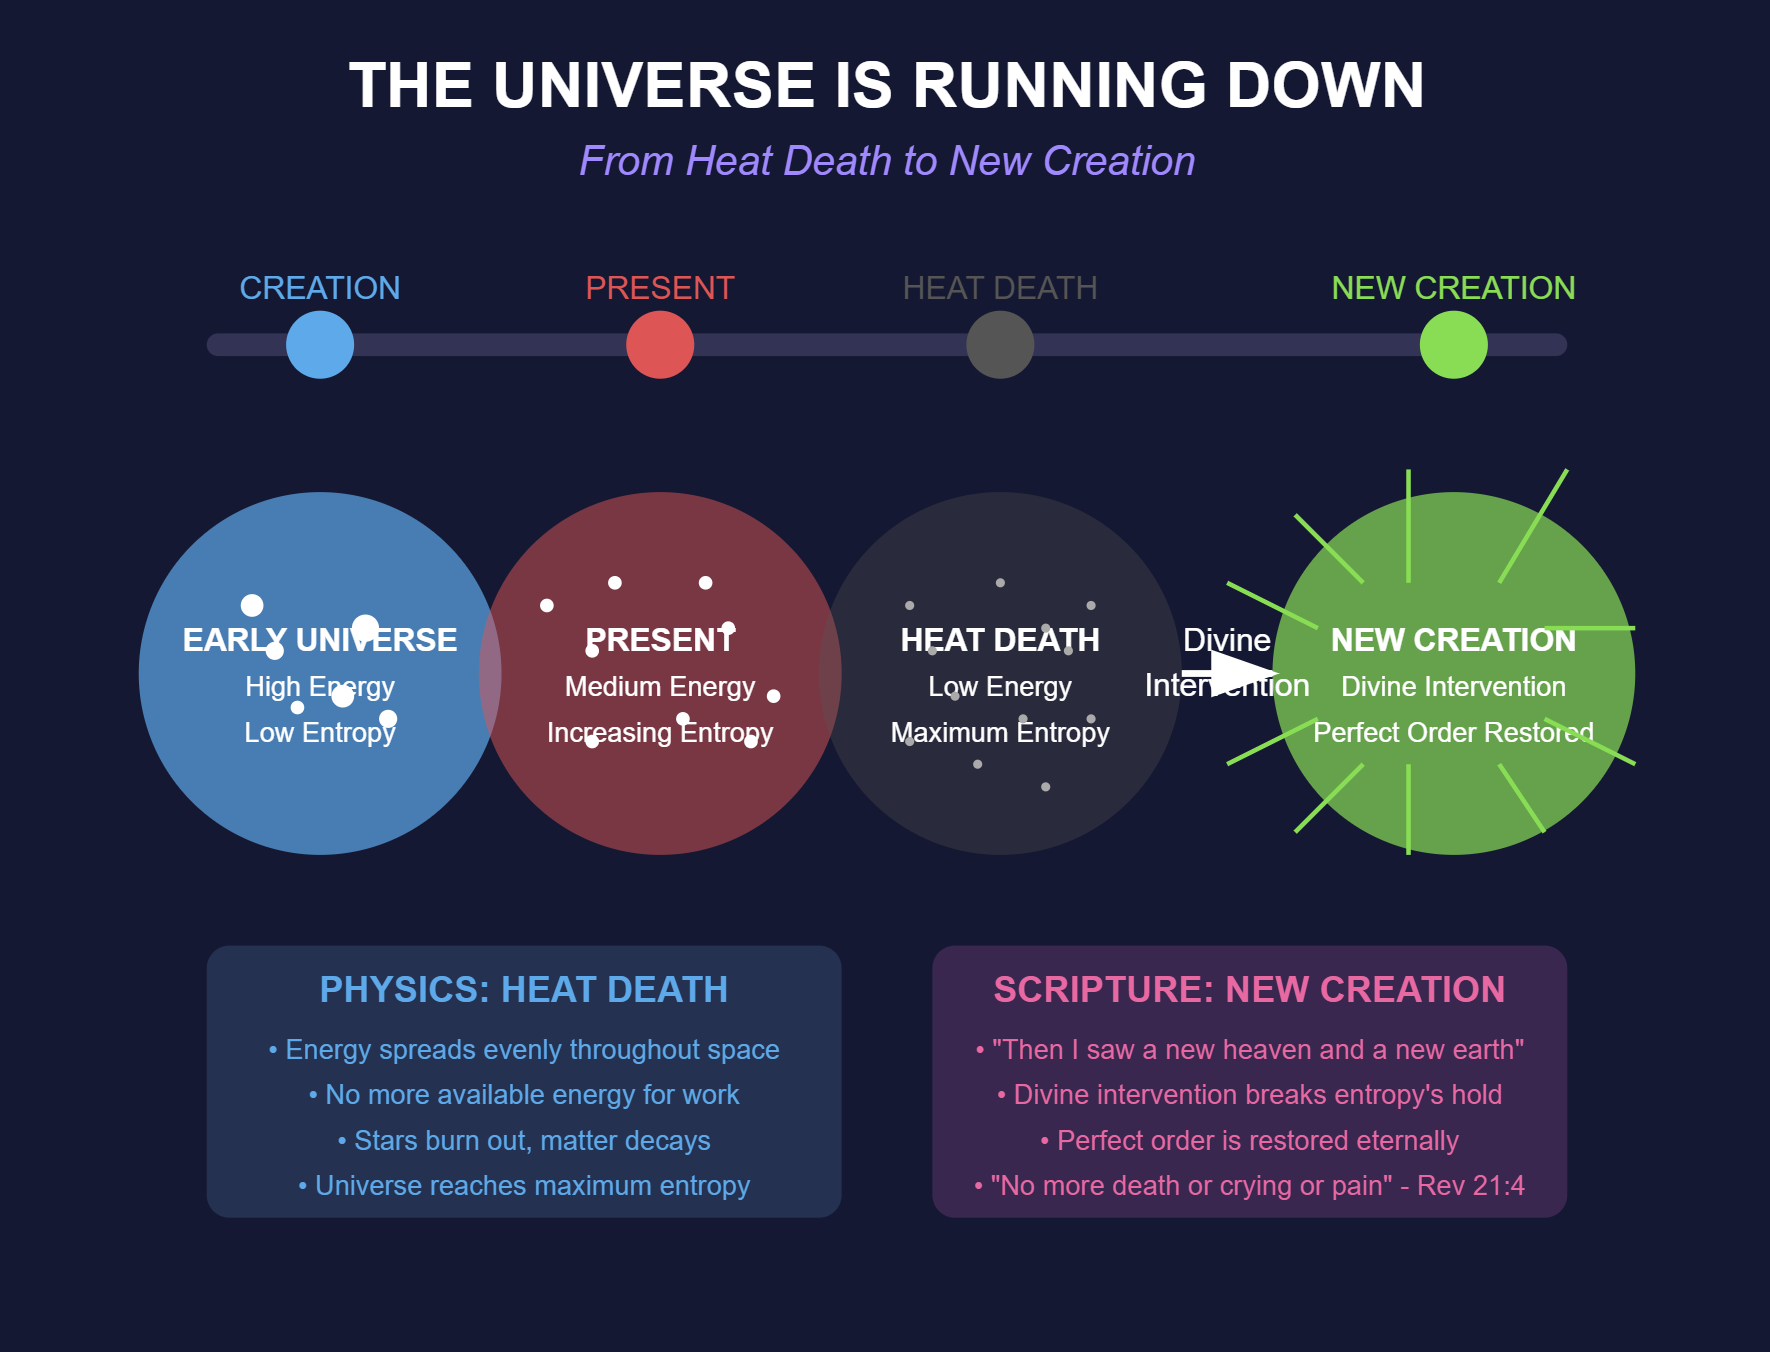 THE UNIVERSE IS RUNNING DOWN
From Heat Death to New Creation
CREATION
PRESENT
HEAT DEATH
NEW CREATION
EARLY UNIVERSE
High Energy
Low Entropy
PRESENT
Medium Energy
Increasing Entropy
HEAT DEATH
Low Energy
Maximum Entropy
Divine
Intervention
NEW CREATION
Divine Intervention
Perfect Order Restored
PHYSICS: HEAT DEATH
• Energy spreads evenly throughout space
• No more available energy for work
• Stars burn out, matter decays
• Universe reaches maximum entropy
SCRIPTURE: NEW CREATION
• "Then I saw a new heaven and a new earth"
• Divine intervention breaks entropy's hold
• Perfect order is restored eternally
• "No more death or crying or pain" - Rev 21:4